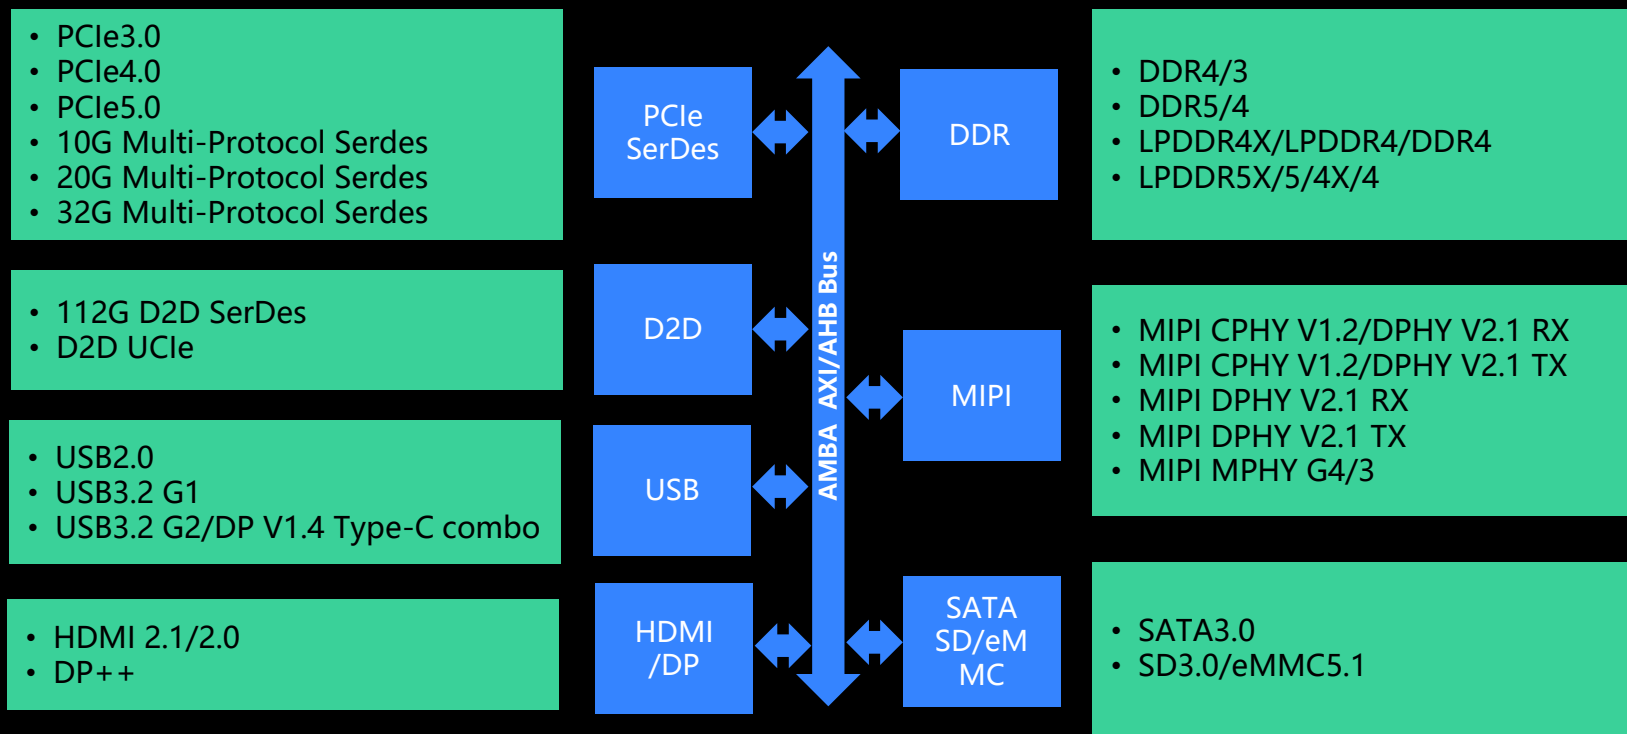 • PCIe3.0
• PCIe4.0
• PCIe5.0
• 10G Multi-Protocol Serdes
• 20G Multi-Protocol Serdes
• 32G Multi-Protocol Serdes
• 112G D2D SerDes
• D2D UCIe
• USB2.0
• USB3.2 G1
• USB3.2 G2/DP V1.4 Type-C combo
• HDMI 2.1/2.0
• DP++
PCIe
SerDes
D2D
USB
HDMI
/DP
AMBA AXI/AHB Bus
DDR
MIPI
SATA
SD/eM
MC
• DDR4/3
• DDR5/4
• LPDDR4X/LPDDR4/DDR4
• LPDDR5X/5/4X/4
• MIPI CPHY V1.2/DPHY V2.1 RX
• MIPI CPHY V1.2/DPHY V2.1 TX
• MIPI DPHY V2.1 RX
• MIPI DPHY V2.1 TX
• MIPI MPHY G4/3
• SATA3.0
• SD3.0/eMMC5.1